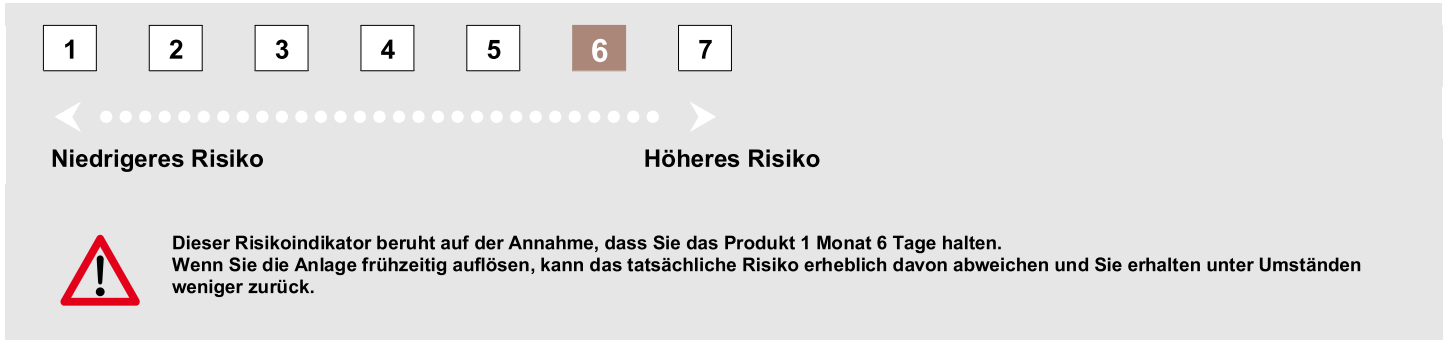 1 2 3 4 5 6 7
Niedrigeres Risiko Höheres Risiko
Dieser Risikoindikator beruht auf der Annahme, dass Sie das Produkt 1 Monat 6 Tage halten.
Wenn Sie die Anlage frühzeitig auflösen, kann das tatsächliche Risiko erheblich davon abweichen und Sie erhalten unter Umständen
weniger zurück.